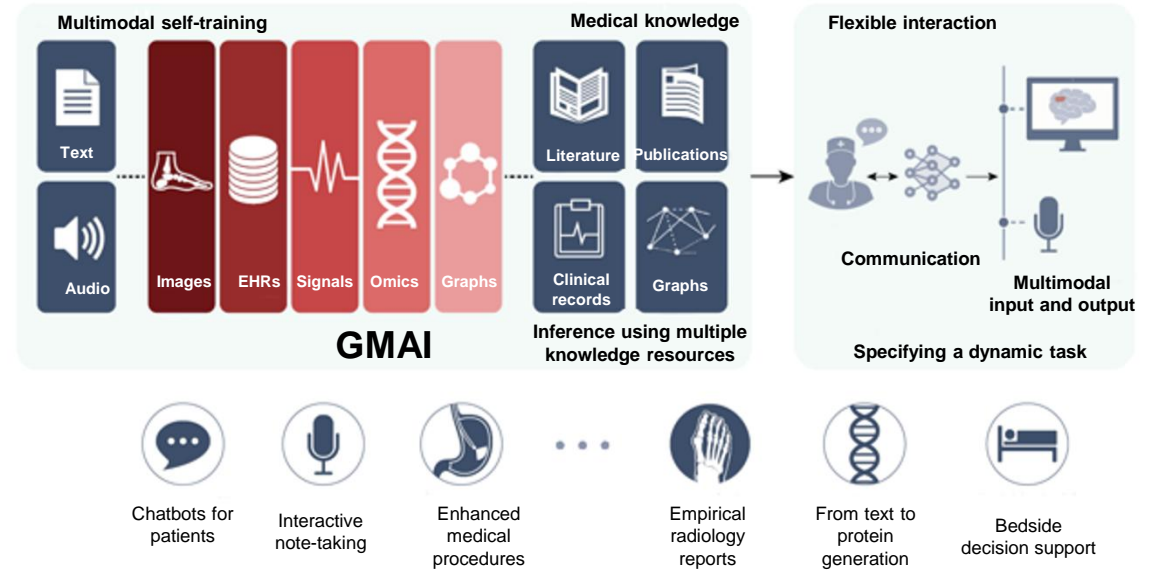 Multimodal self-training
Medical knowledge
Flexible interaction
Text
Audio
Images
EHRs
Signals
Omics
Graphs
Literature
Publications
Clinical
records
Graphs
GMAI
Inference using multiple
knowledge resources
Communication
Multimodal
input and output
Specifying a dynamic task
Chatbots for
patients
Interactive
note-taking
Enhanced
medical
procedures
Empirical
radiology
reports
From text to
protein
generation
Bedside
decision support